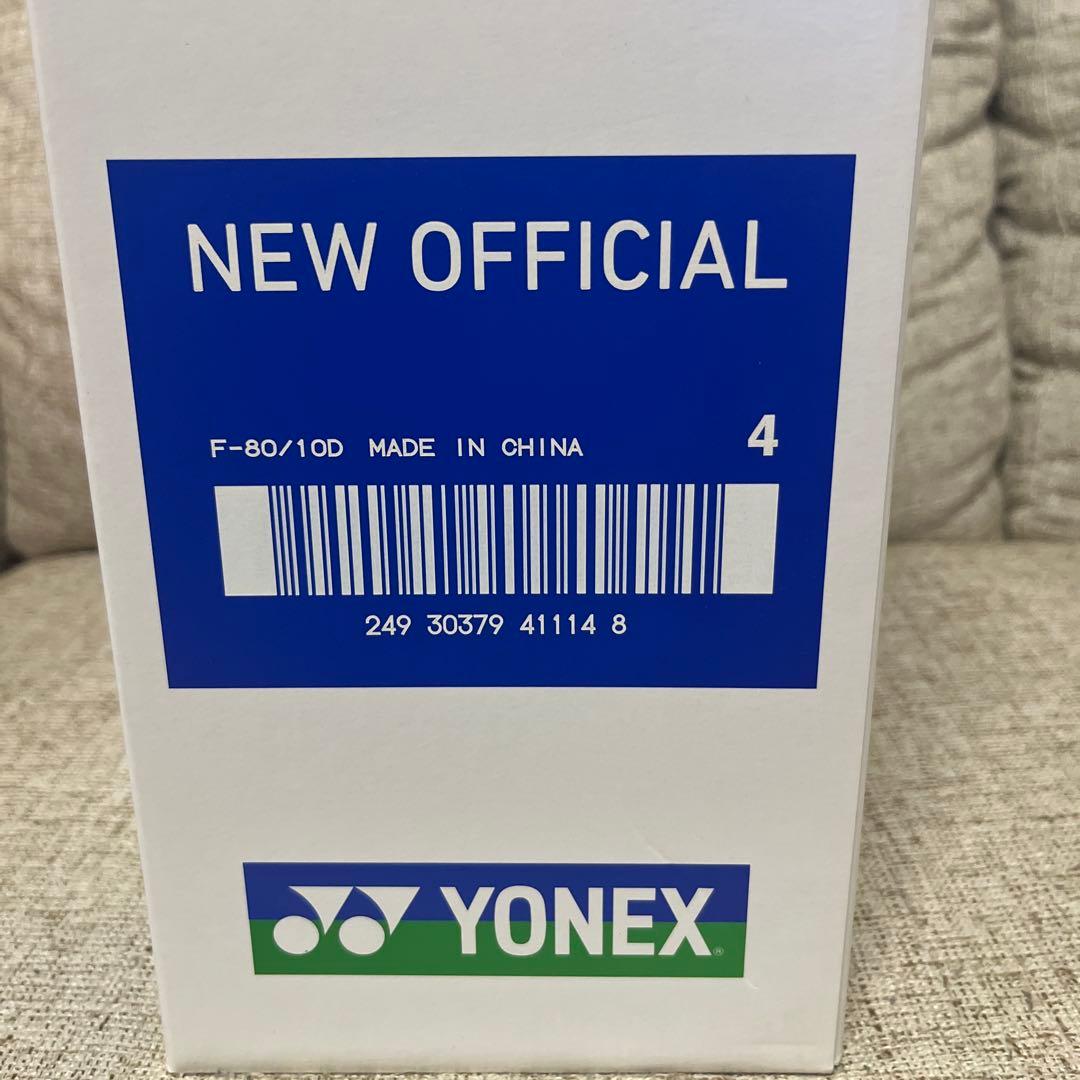 NEW OFFICIAL
F-80/10D MADE IN CHINA 4
249 30379 41114 8
YONEX®